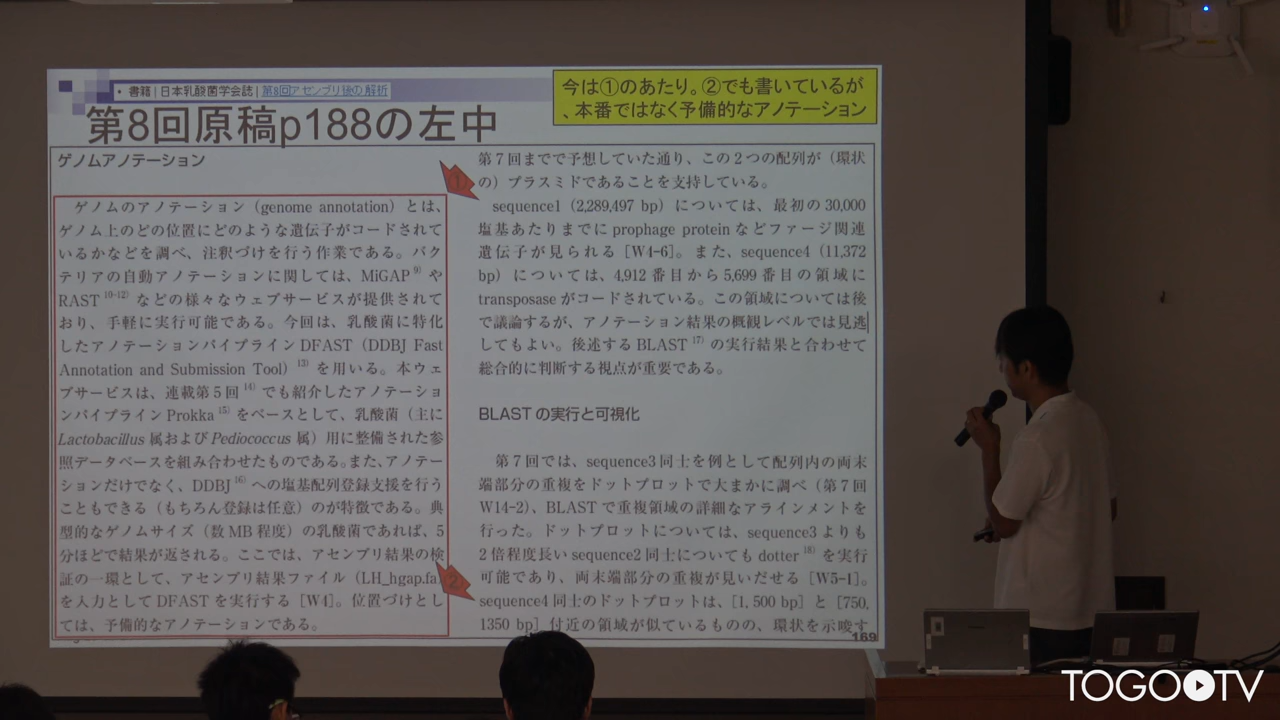 • 書籍 | 日本乳酸菌学会誌 | 第8回アセンブリ後の解析
今は①のあたり。②でも書いているが
、本番ではなく予備的なアノテーション
第8回原稿p188の左中
ゲノムアノテーション
①
ゲノムのアノテーション（genome annotation）とは、
ゲノム上のどの位置にどのような遺伝子がコードされて
いるかなどを調べ、注釈づけを行う作業である。バク
テリアの自動アノテーションに関しては、MiGAP 9) や
RAST 10-12) などの様々なウェブサービスが提供されて
おり、手軽に実行可能である。今回は、乳酸菌に特化
したアノテーションパイプライン DFAST（DDBJ Fast
Annotation and Submission Tool）13) を用いる。本ウェ
ブサービスは、連載第5回 14) でも紹介したアノテーショ
ンパイプライン Prokka 15) をベースとして、乳酸菌（主に
Lactobacillus 属および Pediococcus 属）用に整備された参
照データベースを組み合わせたものである。また、アノテー
ションだけでなく、DDBJ 16) への塩基配列登録支援を行う
こともできる（もちろん登録は任意）のが特徴である。典
型的なゲノムサイズ（数 MB 程度）の乳酸菌であれば、5
分ほどで結果が返される。ここでは、アセンブリ結果の検
証の一環として、アセンブリ結果ファイル（LH_hgap.fa
を入力として DFAST を実行する［W4］。位置づけとし
ては、予備的なアノテーションである。
②
第7回までで予想していた通り、この2つの配列が（環状
の）プラスミドであることを支持している。
sequence1（2,289,497 bp）については、最初の 30,000
塩基あたりまでに prophage protein などファージ関連
遺伝子が見られる［W4-6］。また、sequence4（11,372
bp）については、4,912 番目から 5,699 番目の領域に
transposase がコードされている。この領域については後
で議論するが、アノテーション結果の概観レベルでは見逃
してもよい。後述する BLAST 17) の実行結果と合わせて
総合的に判断する視点が重要である。
BLAST の実行と可視化
第7回では、sequence3 同士を例として配列内の両末
端部分の重複をドットプロットで大まかに調べ（第7回
W14-2）、BLAST で重複領域の詳細なアラインメントを
行った。ドットプロットについては、sequence3 よりも
2倍程度長い sequence2 同士についても dotter 18) を実行
可能であり、両末端部分の重複が見いだせる［W5-1］。
sequence4 同士のドットプロットは、［1, 500 bp］と［750,
1350 bp］付近の領域が似ているものの、環状を示唆す
169
TOGO TV